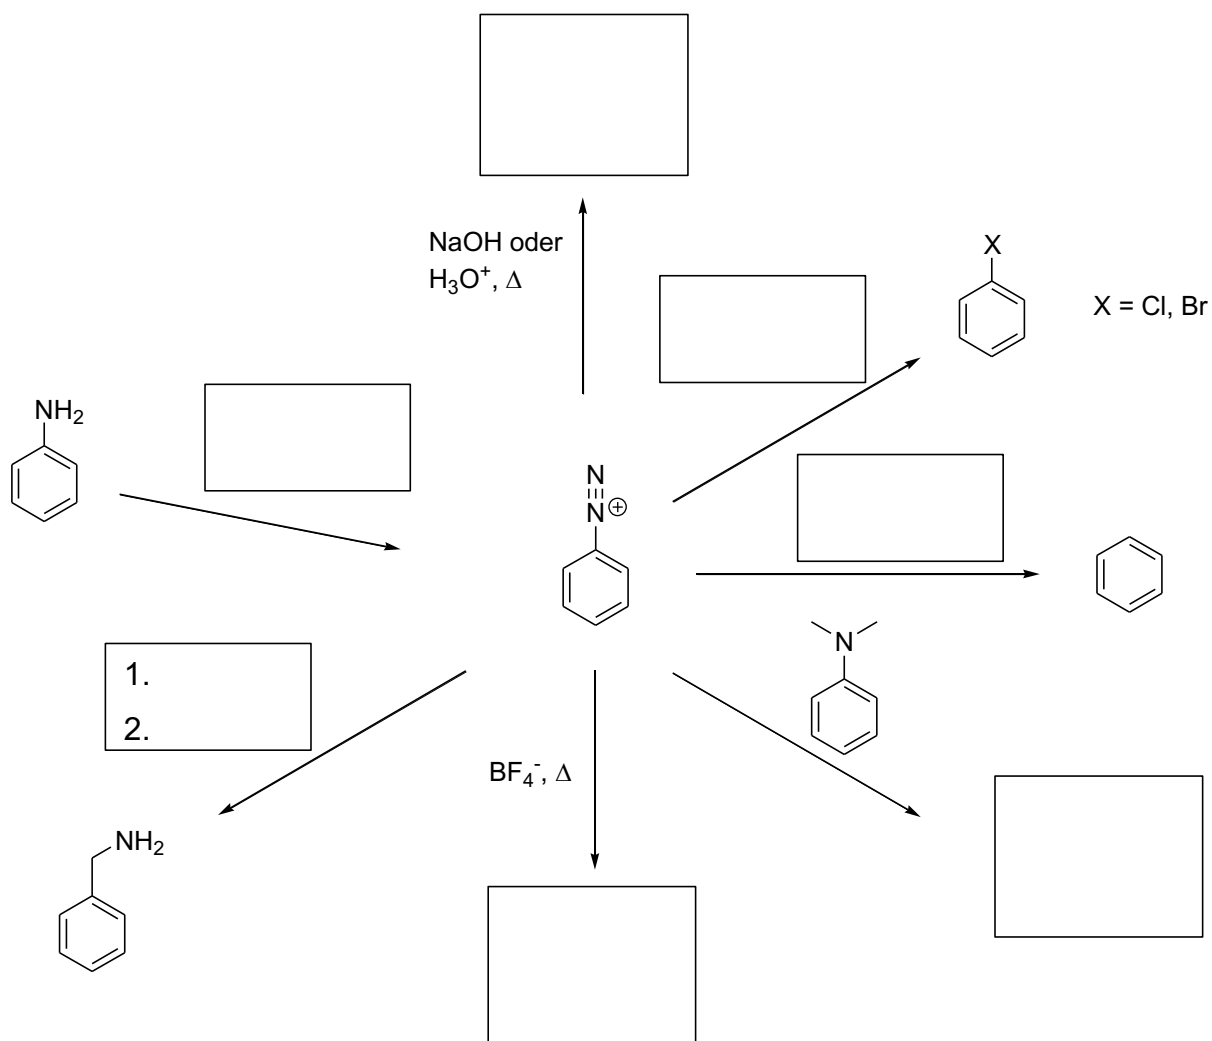 NaOH oder
H₃O⁺, Δ
X
X = Cl, Br
NH₂
N
N⊕
1.
2.
N
BF₄⁻, Δ
NH₂